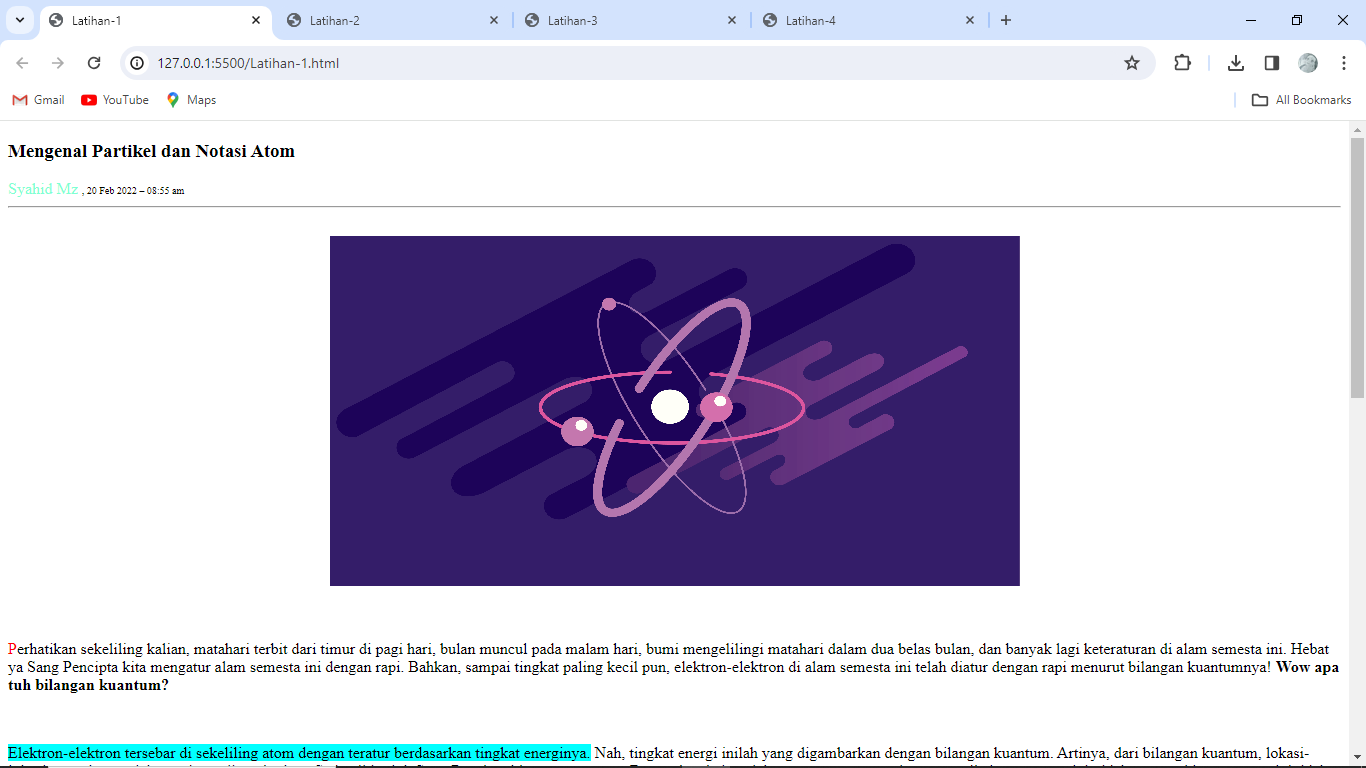 Latihan-1
Latihan-2
Latihan-3
Latihan-4
127.0.0.1:5500/Latihan-1.html
Gmail
YouTube
Maps
All Bookmarks
Mengenal Partikel dan Notasi Atom
Syahid Mz , 20 Feb 2022 – 08:55 am
Perhatikan sekeliling kalian, matahari terbit dari timur di pagi hari, bulan muncul pada malam hari, bumi mengelilingi matahari dalam dua belas bulan, dan banyak lagi keteraturan di alam semesta ini. Hebat
ya Sang Pencipta kita mengatur alam semesta ini dengan rapi. Bahkan, sampai tingkat paling kecil pun, elektron-elektron di alam semesta ini telah diatur dengan rapi menurut bilangan kuantumnya! Wow apa
tuh bilangan kuantum?
Elektron-elektron tersebar di sekeliling atom dengan teratur berdasarkan tingkat energinya. Nah, tingkat energi inilah yang digambarkan dengan bilangan kuantum. Artinya, dari bilangan kuantum, lokasi-